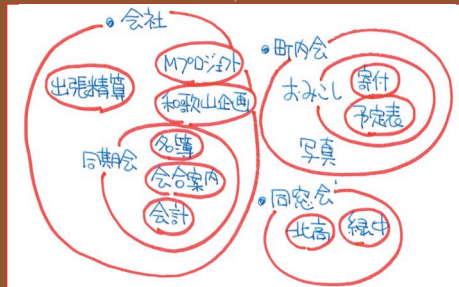 ・会社
Mプロジェクト
出張精算
和歌山企画
同期会
名簿
会合案内
会計
・町内会
おみこし
寄付
予定表
写真
・同窓会
北高
緑中